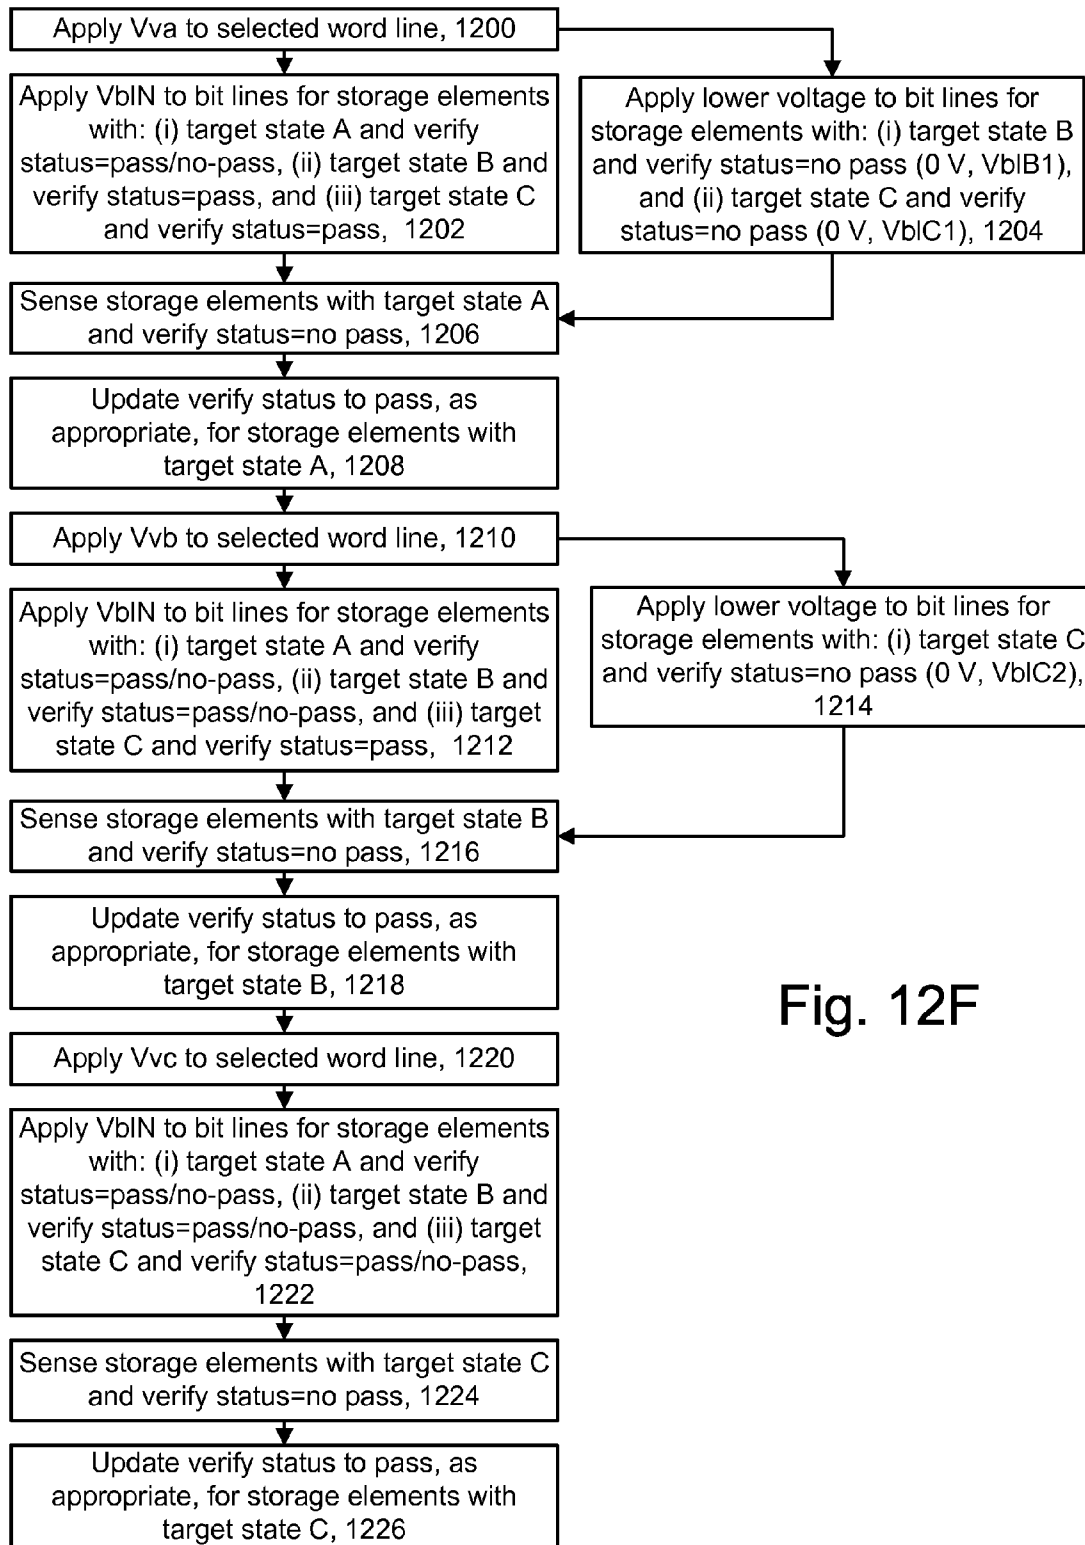 Apply Vva to selected word line, 1200
Apply VblN to bit lines for storage elements
with: (i) target state A and verify
status=pass/no-pass, (ii) target state B and
verify status=pass, and (iii) target state C
and verify status=pass, 1202
Apply lower voltage to bit lines for
storage elements with: (i) target state B
and verify status=no pass (0 V, VblB1),
and (ii) target state C and verify
status=no pass (0 V, VblC1), 1204
Sense storage elements with target state A
and verify status=no pass, 1206
Update verify status to pass, as
appropriate, for storage elements with
target state A, 1208
Apply Vvb to selected word line, 1210
Apply VblN to bit lines for storage elements
with: (i) target state A and verify
status=pass/no-pass, (ii) target state B and
verify status=pass/no-pass, and (iii) target
state C and verify status=pass, 1212
Apply lower voltage to bit lines for
storage elements with: (i) target state C
and verify status=no pass (0 V, VblC2),
1214
Sense storage elements with target state B
and verify status=no pass, 1216
Update verify status to pass, as
appropriate, for storage elements with
target state B, 1218
Apply Vvc to selected word line, 1220
Apply VblN to bit lines for storage elements
with: (i) target state A and verify
status=pass/no-pass, (ii) target state B and
verify status=pass/no-pass, and (iii) target
state C and verify status=pass/no-pass,
1222
Sense storage elements with target state C
and verify status=no pass, 1224
Update verify status to pass, as
appropriate, for storage elements with
target state C, 1226
Fig. 12F